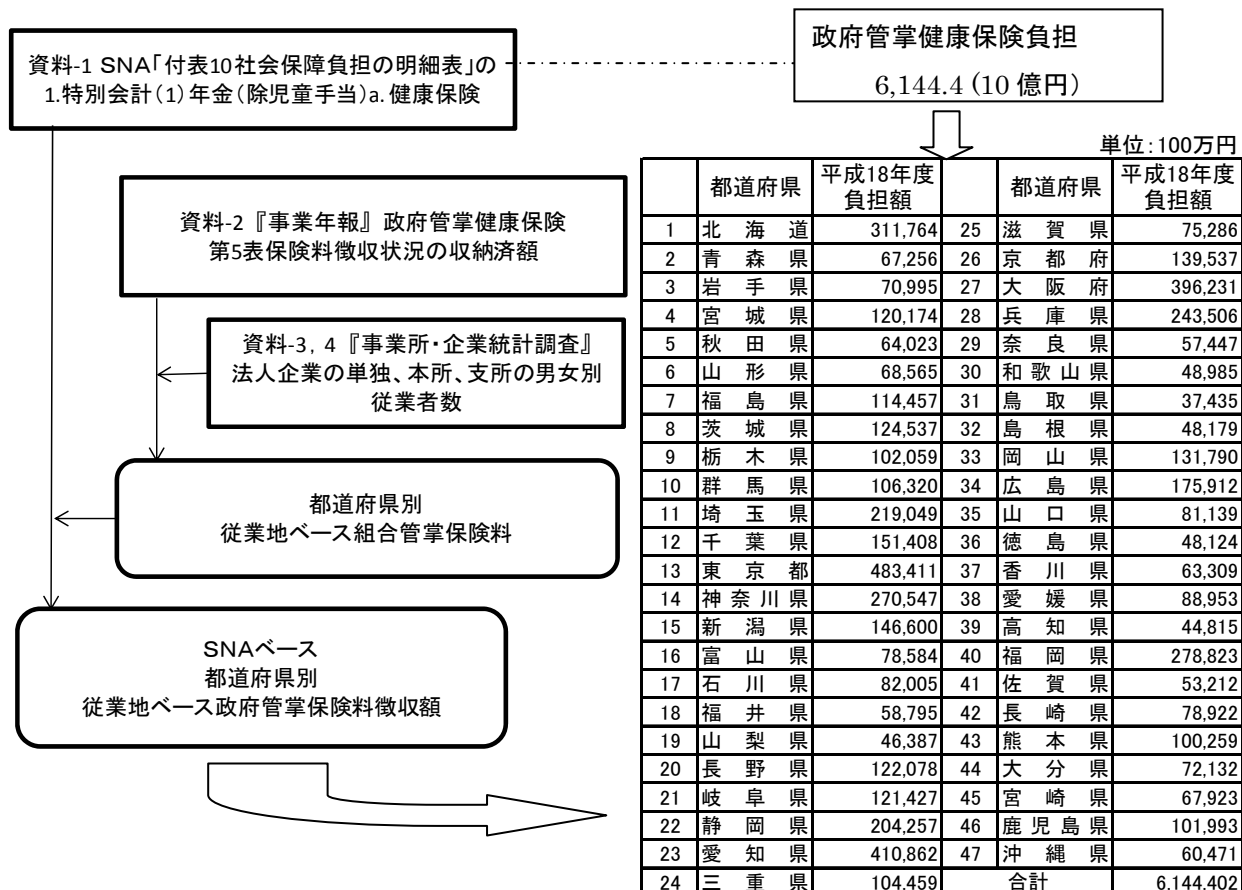 資料-1 SNA「付表10社会保障負担の明細表」の
1.特別会計(1)年金(除児童手当)a.健康保険
政府管掌健康保険負担
6,144.4 (10 億円)
資料-2『事業年報』政府管掌健康保険
第5表保険料徴収状況の収納済額
資料-3, 4 『事業所・企業統計調査』
法人企業の単独、本所、支所の男女別
従業者数
都道府県別
従業地ベース組合管掌保険料
SNAベース
都道府県別
従業地ベース政府管掌保険料徴収額
単位:100万円
都道府県 平成18年度負担額 都道府県 平成18年度負担額
1 北海道 311,764 25 滋賀県 75,286
2 青森県 67,256 26 京都府 139,537
3 岩手県 70,995 27 大阪府 396,231
4 宮城県 120,174 28 兵庫県 243,506
5 秋田県 64,023 29 奈良県 57,447
6 山形県 68,565 30 和歌山県 48,985
7 福島県 114,457 31 鳥取県 37,435
8 茨城県 124,537 32 島根県 48,179
9 栃木県 102,059 33 岡山県 131,790
10 群馬県 106,320 34 広島県 175,912
11 埼玉県 219,049 35 山口県 81,139
12 千葉県 151,408 36 徳島県 48,124
13 東京都 483,411 37 香川県 63,309
14 神奈川県 270,547 38 愛媛県 88,953
15 新潟県 146,600 39 高知県 44,815
16 富山県 78,584 40 福岡県 278,823
17 石川県 82,005 41 佐賀県 53,212
18 福井県 58,795 42 長崎県 78,922
19 山梨県 46,387 43 熊本県 100,259
20 長野県 122,078 44 大分県 72,132
21 岐阜県 121,427 45 宮崎県 67,923
22 静岡県 204,257 46 鹿児島県 101,993
23 愛知県 410,862 47 沖縄県 60,471
24 三重県 104,459 合計 6,144,402